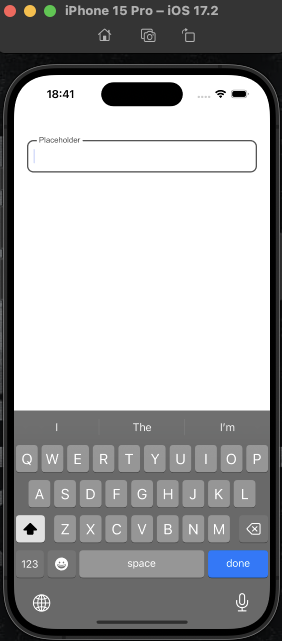 iPhone 15 Pro – iOS 17.2
18:41
Placeholder
I The I'm
Q W E R T Y U I O P
A S D F G H J K L
Z X C V B N M
123 space done